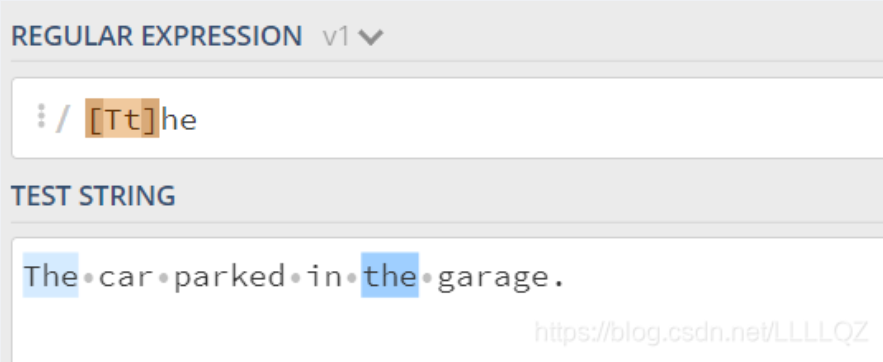 REGULAR EXPRESSION v1
/ [Tt]he
TEST STRING
The·car·parked·in·the·garage.
https://blog.csdn.net/LLLLQZ